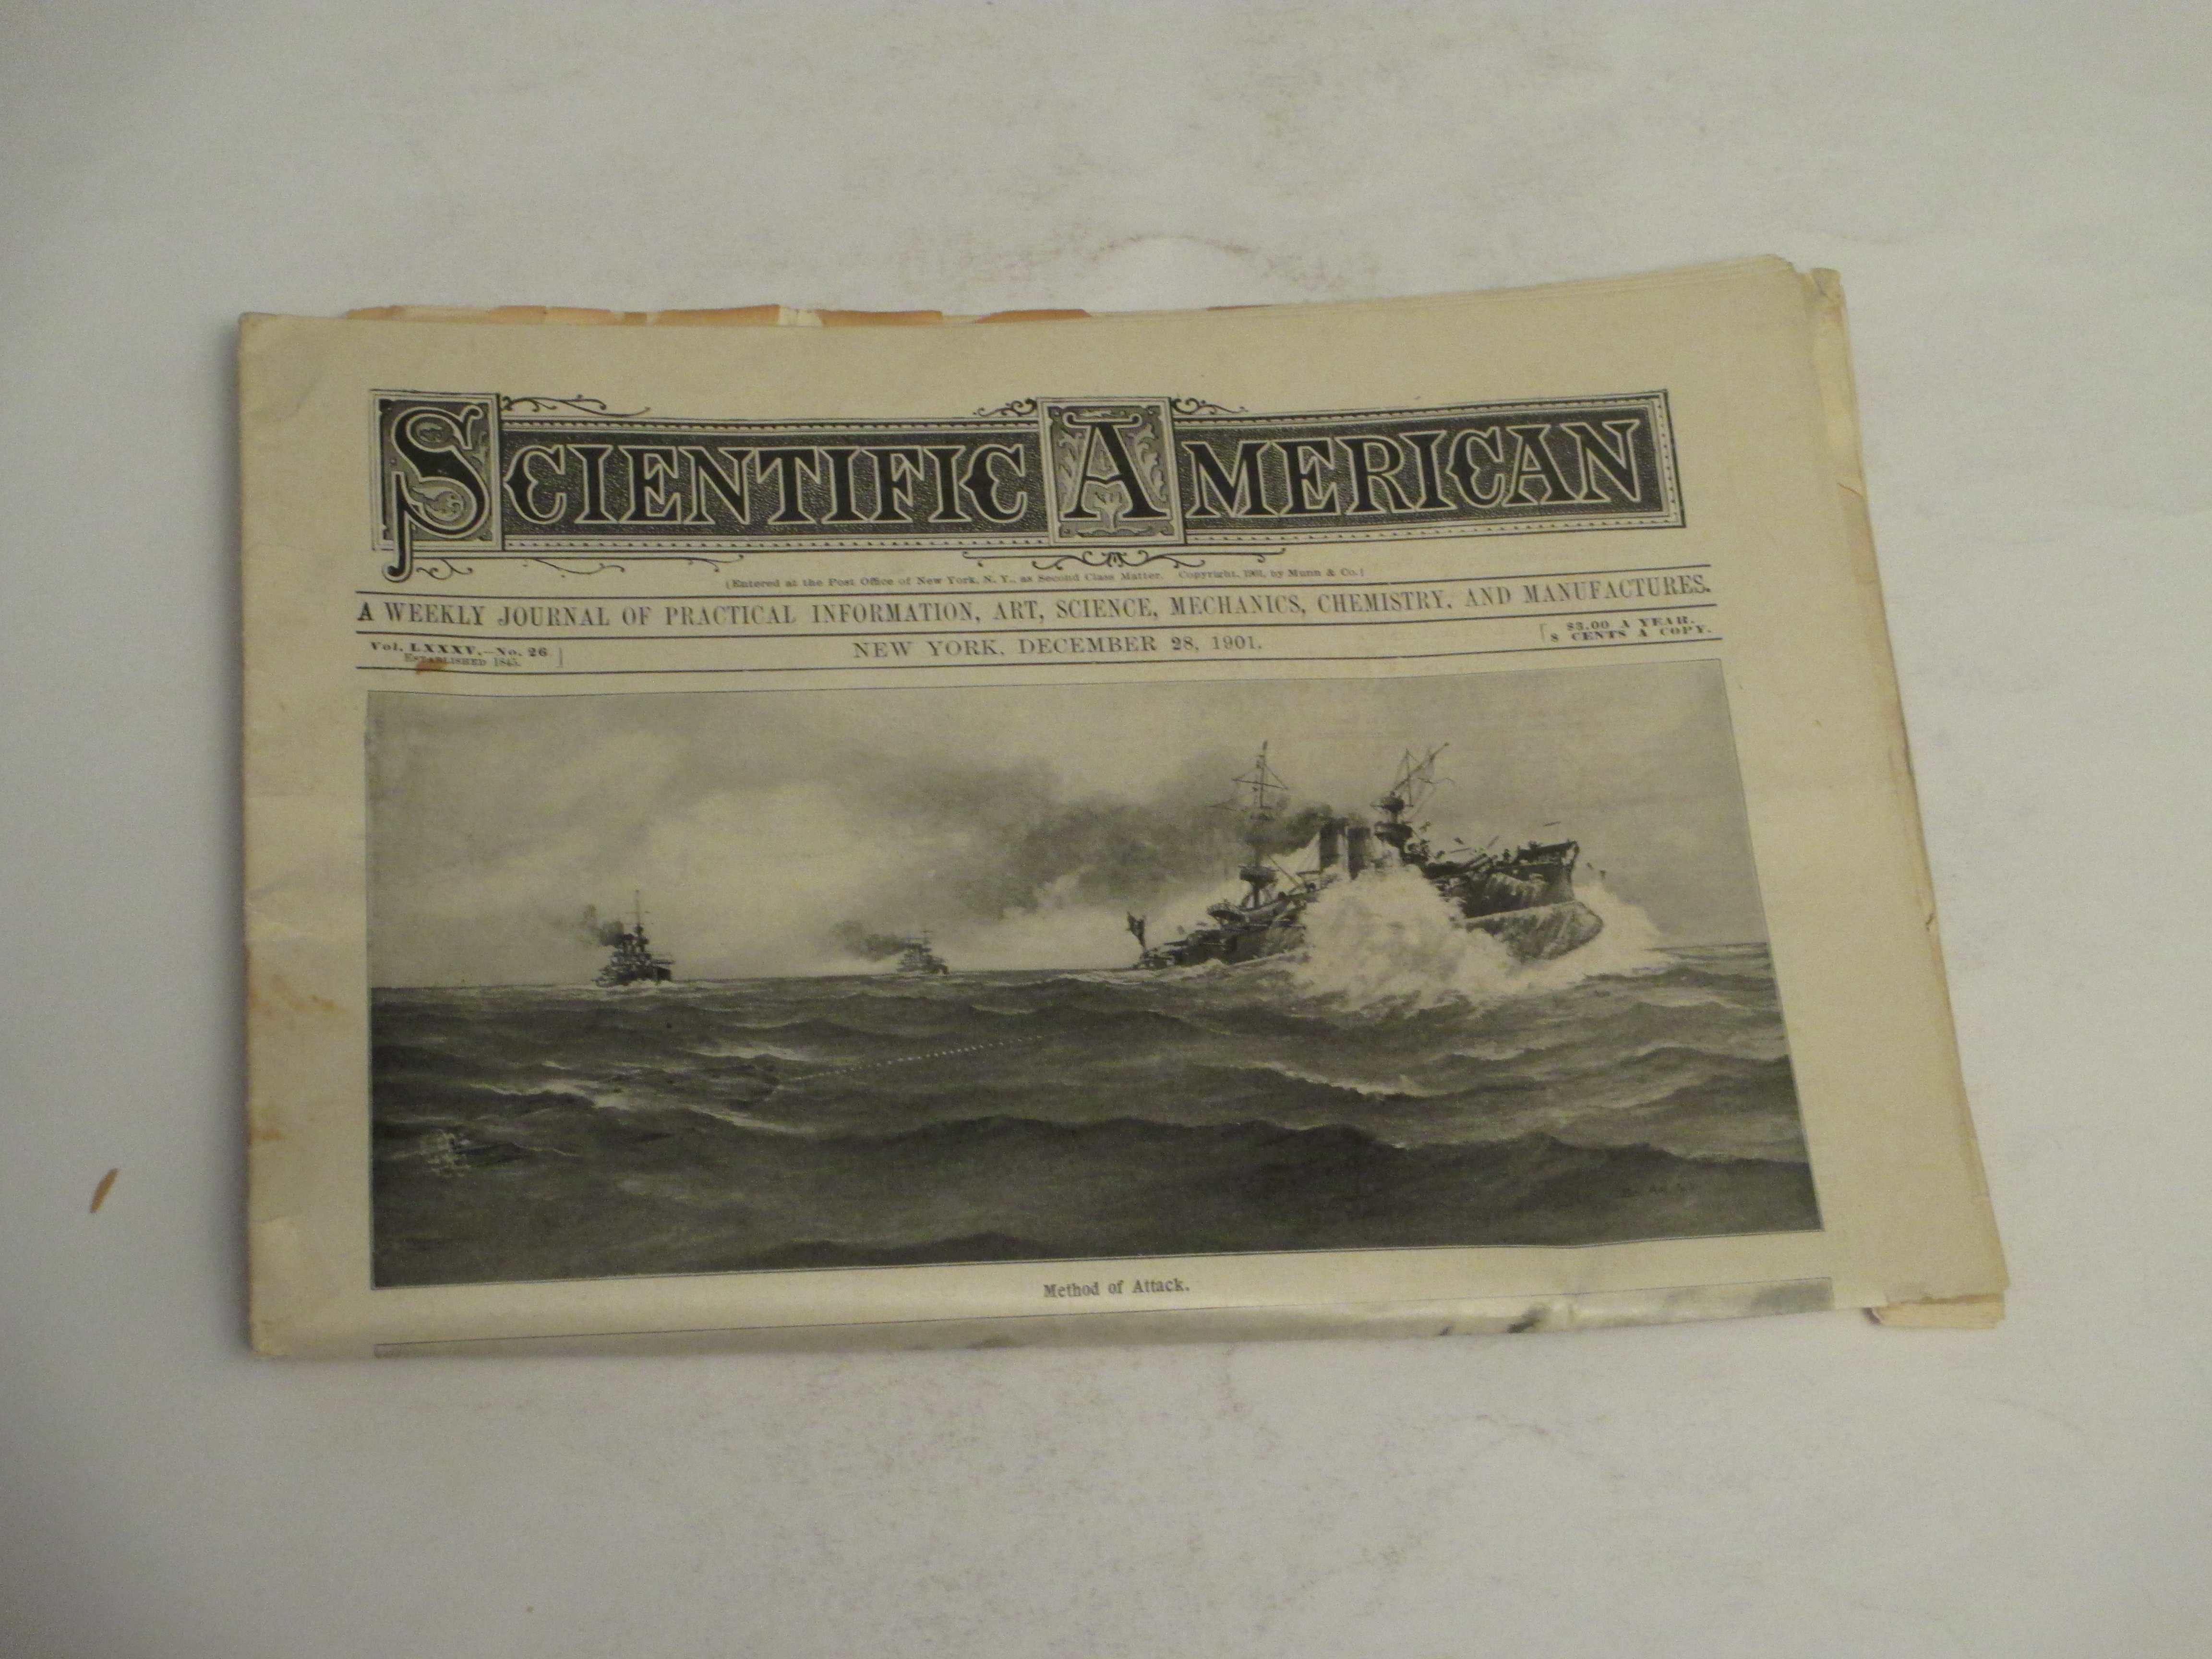 SCIENTIFIC AMERICAN
[Entered at the Post Office of New York, N. Y., as Second Class Matter. Copyright, 1901, by Munn & Co.]
A WEEKLY JOURNAL OF PRACTICAL INFORMATION, ART, SCIENCE, MECHANICS, CHEMISTRY, AND MANUFACTURES.
Vol. LXXXV.—No. 26
ESTABLISHED 1845.
NEW YORK, DECEMBER 28, 1901.
$3.00 A YEAR.
8 CENTS A COPY.
Method of Attack.